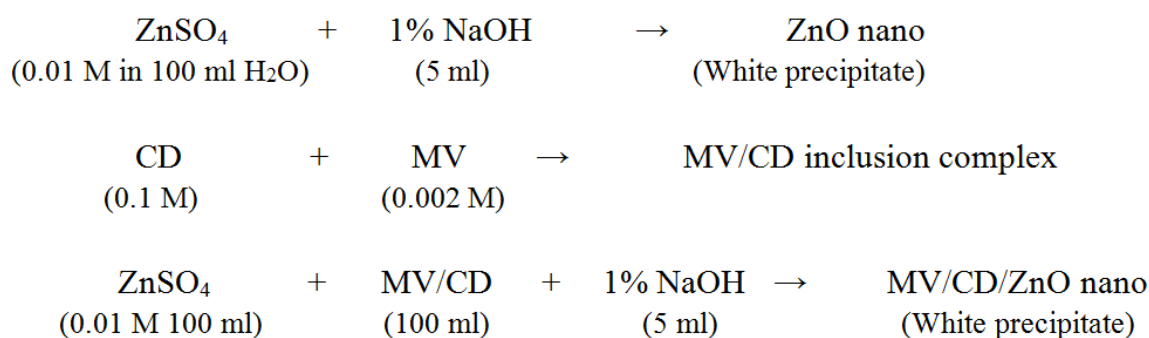 ZnSO₄ + 1% NaOH → ZnO nano
(0.01 M in 100 ml H₂O) (5 ml) (White precipitate)
CD + MV → MV/CD inclusion complex
(0.1 M) (0.002 M)
ZnSO₄ + MV/CD + 1% NaOH → MV/CD/ZnO nano
(0.01 M 100 ml) (100 ml) (5 ml) (White precipitate)